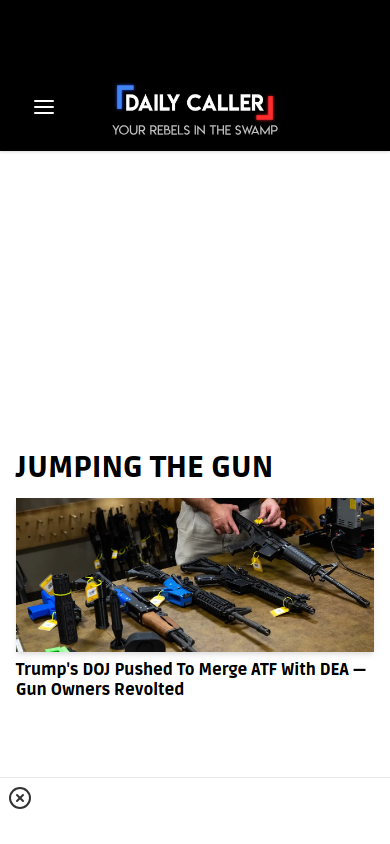 DAILY CALLER
YOUR REBELS IN THE SWAMP
JUMPING THE GUN
Trump's DOJ Pushed To Merge ATF With DEA —
Gun Owners Revolted